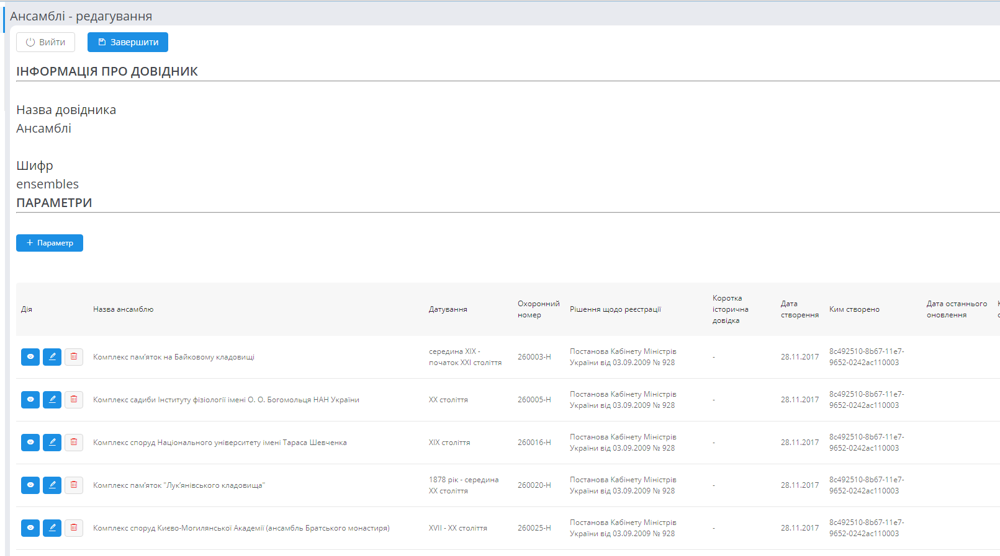 Ансамблі - редагування
Вийти
Завершити
ІНФОРМАЦІЯ ПРО ДОВІДНИК
Назва довідника
Ансамблі
Шифр
ensembles
ПАРАМЕТРИ
+ Параметр
Дія
Назва ансамблю
Датування
Охоронний
номер
Рішення щодо реєстрації
Коротка
історична
довідка
Дата
створення
Ким створено
Дата останнього
оновлення
Комплекс пам'яток на Байковому кладовищі
середина XIX -
початок XXI століття
260003-Н
Постанова Кабінету Міністрів
України від 03.09.2009 № 928
-
28.11.2017
8c492510-8b67-11e7-
9652-0242ac110003
Комплекс садиби Інституту фізіології імені О. О. Богомольця НАН України
XX століття
260005-Н
Постанова Кабінету Міністрів
України від 03.09.2009 № 928
-
28.11.2017
8c492510-8b67-11e7-
9652-0242ac110003
Комплекс споруд Національного університету імені Тараса Шевченка
XIX століття
260016-Н
Постанова Кабінету Міністрів
України від 03.09.2009 № 928
-
28.11.2017
8c492510-8b67-11e7-
9652-0242ac110003
Комплекс пам'яток "Лук'янівського кладовища"
1878 рік - середина
XX століття
260020-Н
Постанова Кабінету Міністрів
України від 03.09.2009 № 928
-
28.11.2017
8c492510-8b67-11e7-
9652-0242ac110003
Комплекс споруд Києво-Могилянської Академії (ансамбль Братського монастиря)
XVII - XX століття
260025-Н
Постанова Кабінету Міністрів
України від 03.09.2009 № 928
-
28.11.2017
8c492510-8b67-11e7-
9652-0242ac110003